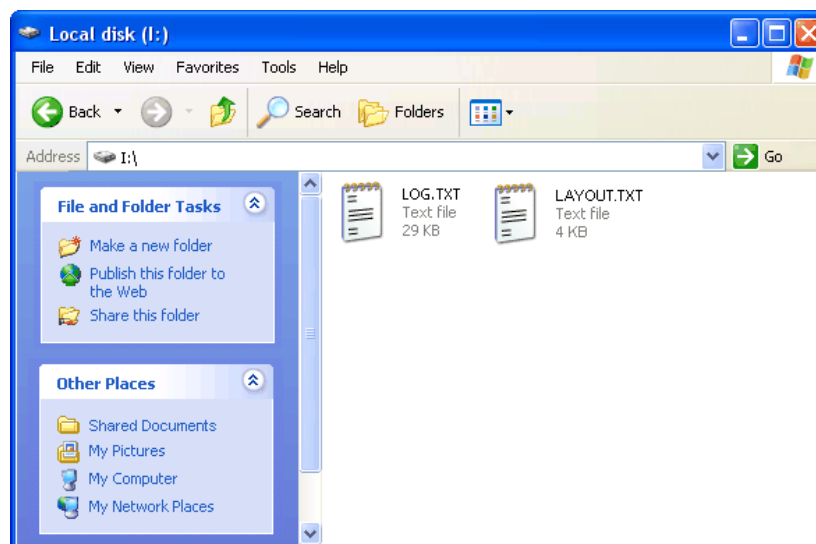 Local disk (I:)
File Edit View Favorites Tools Help
Back Search Folders
Address I:\ Go
File and Folder Tasks
Make a new folder
Publish this folder to
the Web
Share this folder
Other Places
Shared Documents
My Pictures
My Computer
My Network Places
LOG.TXT
Text file
29 KB
LAYOUT.TXT
Text file
4 KB